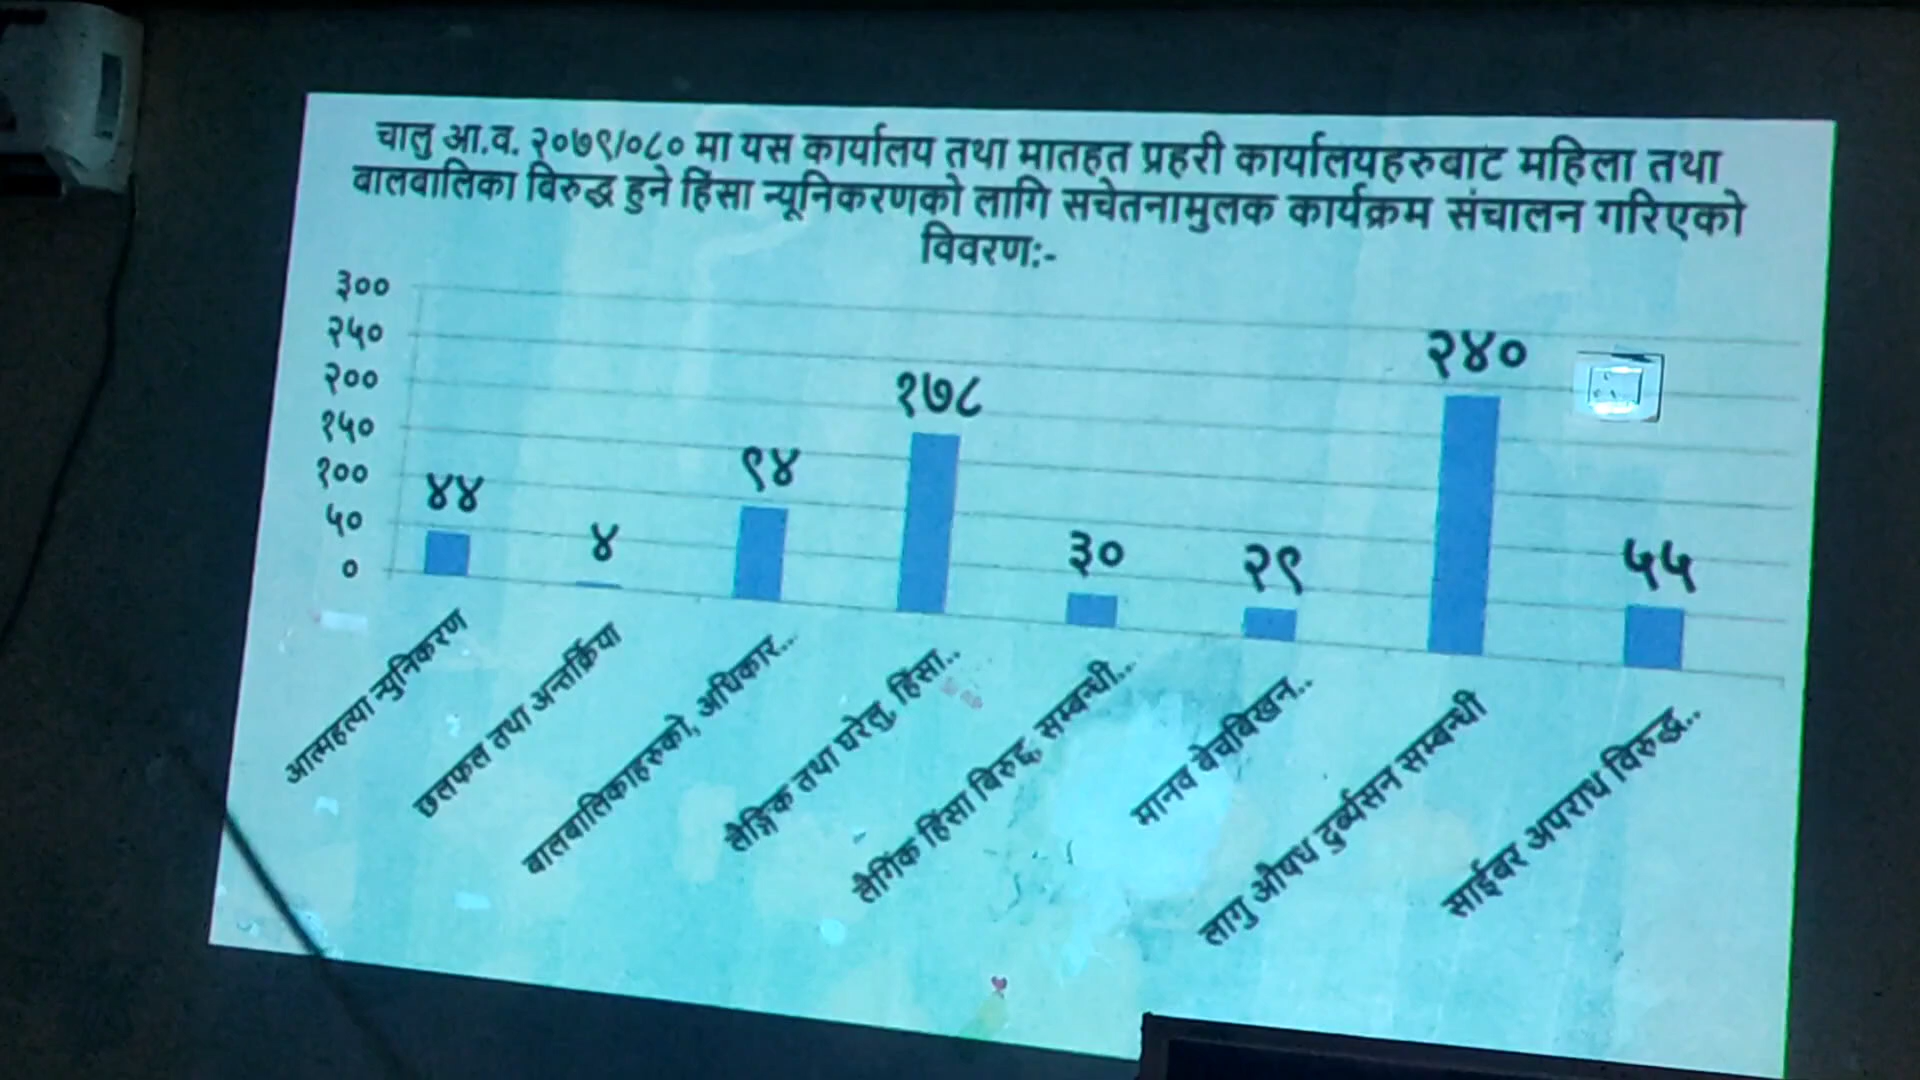 चालु आ.व. २०७९/०८० मा यस कार्यालय तथा मातहत प्रहरी कार्यालयहरुबाट महिला तथा
बालबालिका विरुद्ध हुने हिंसा न्यूनिकरणको लागि सचेतनामुलक कार्यक्रम संचालन गरिएको
विवरण:-
३००
२५०
२००
१५०
१००
५०
०
४४
४
९४
१७८
३०
२९
२४०
५५
आत्महत्या न्युनिकरण
छलफल तथा अन्तर्क्रिया
बालबालिकाहरुको, अधिकार..
लैङ्गिक तथा घरेलु, हिंसा..
लैगिंक हिंसा बिरुद्द, सम्बन्धी..
मानव बेचबिखन..
लागु औषध दुर्व्यसन सम्बन्धी
साईबर अपराध विरुद्ध..